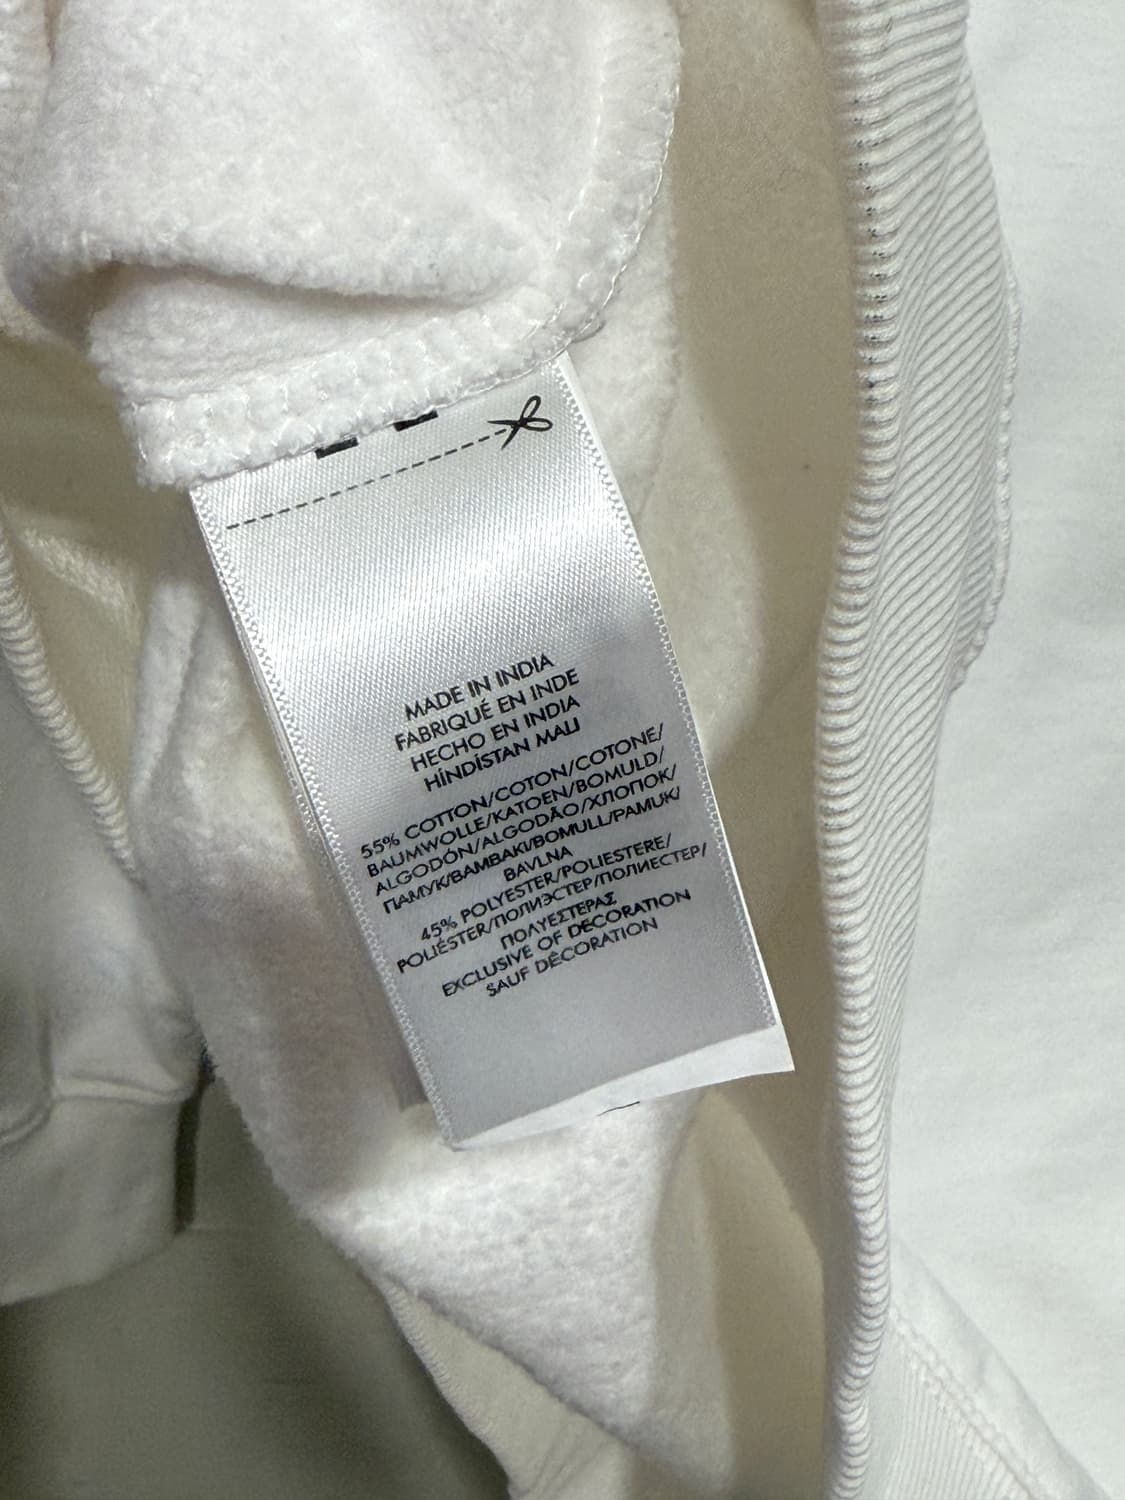 MADE IN INDIA
FABRIQUÉ EN INDE
HECHO EN INDIA
HİNDİSTAN MALI
55% COTTON/COTON/COTONE/
BAUMWOLLE/KATOEN/BOMULD/
ALGODÓN/ALGODÃO/ХЛОПОК/
ПАМУК/BAMBAKI/BOMULL/PAMUK/
BAVLNA
45% POLYESTER/POLIESTERE/
POLIÉSTER/ПОЛИЭСТЕР/ПОЛИЕСТЕР/
ΠΟΛΥΕΣΤΕΡΑΣ
EXCLUSIVE OF DECORATION
SAUF DÉCORATION